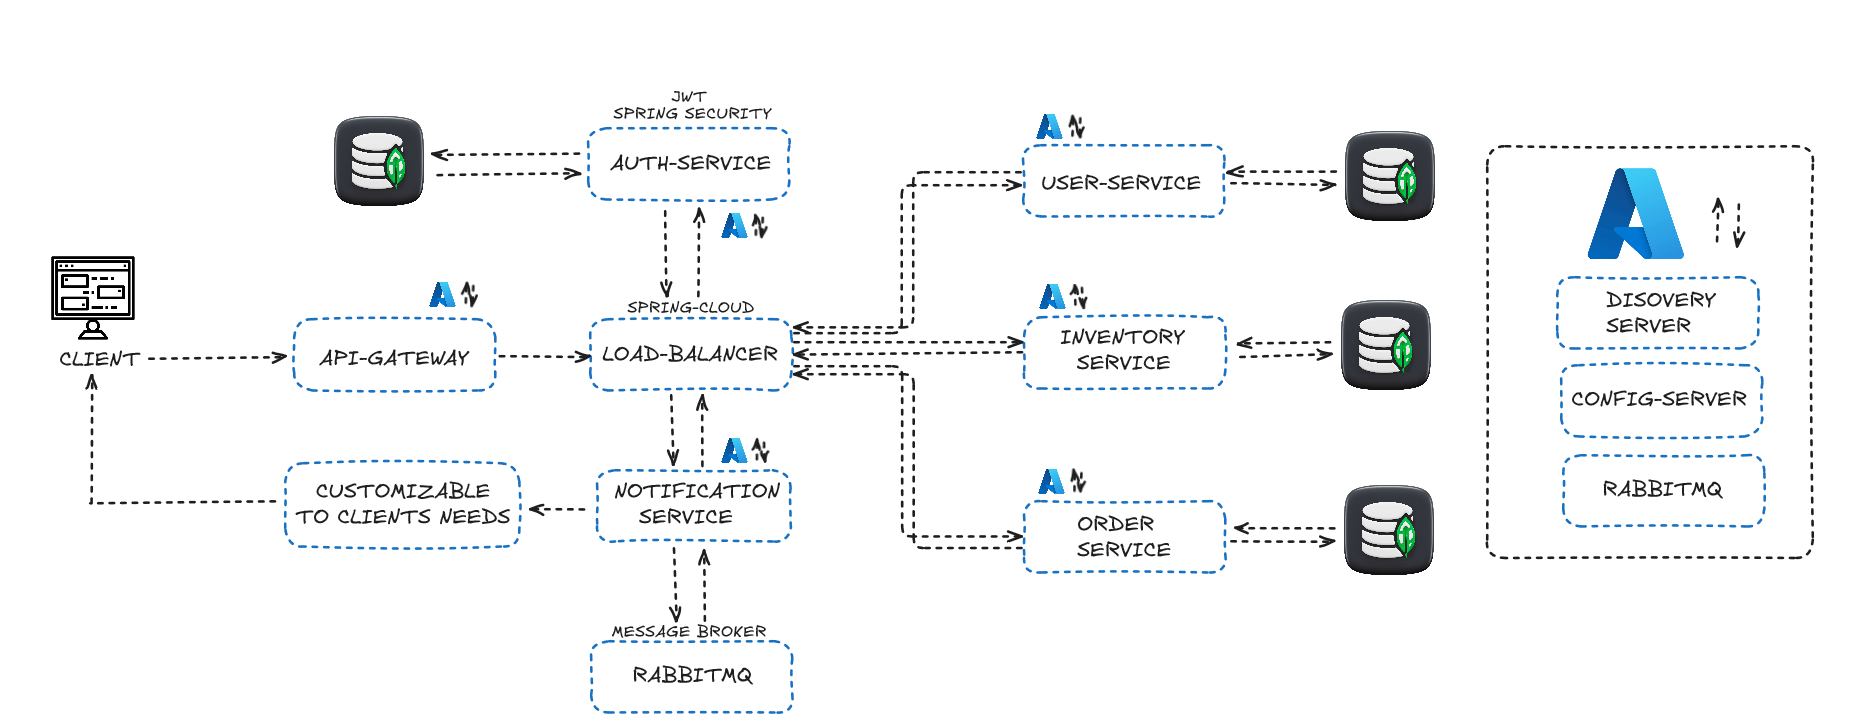 JWT
SPRING SECURITY
AUTH-SERVICE
USER-SERVICE
CLIENT
API-GATEWAY
SPRING-CLOUD
LOAD-BALANCER
INVENTORY
SERVICE
CUSTOMIZABLE
TO CLIENTS NEEDS
NOTIFICATION
SERVICE
ORDER
SERVICE
MESSAGE BROKER
RABBITMQ
DISOVERY
SERVER
CONFIG-SERVER
RABBITMQ